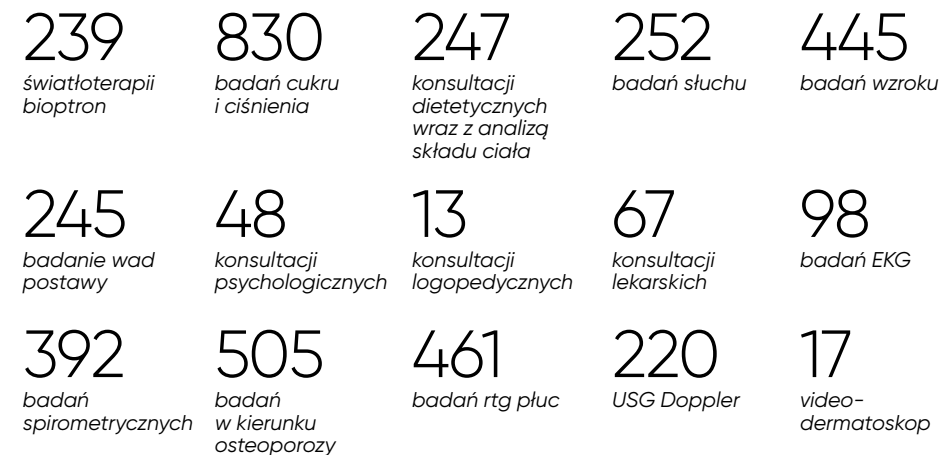 239
światłoterapii
bioptron
830
badań cukru
i ciśnienia
247
konsultacji
dietetycznych
wraz z analizą
składu ciała
252
badań słuchu
445
badań wzroku
245
badanie wad
postawy
48
konsultacji
psychologicznych
13
konsultacji
logopedycznych
67
konsultacji
lekarskich
98
badań EKG
392
badań
spirometrycznych
505
badań
w kierunku
osteoporozy
461
badań rtg płuc
220
USG Doppler
17
video-
dermatoskop